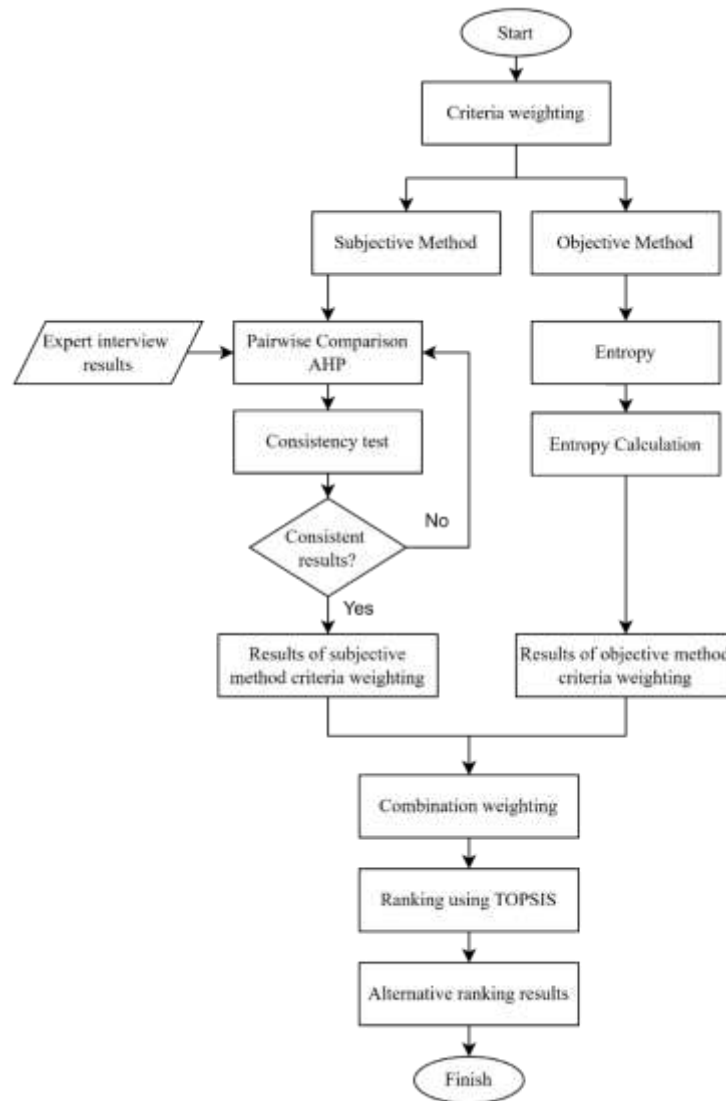 Start
Criteria weighting
Subjective Method
Objective Method
Expert interview
results
Pairwise Comparison
AHP
Entropy
Consistency test
Entropy Calculation
Consistent
results?
No
Yes
Results of subjective
method criteria weighting
Results of objective method
criteria weighting
Combination weighting
Ranking using TOPSIS
Alternative ranking results
Finish